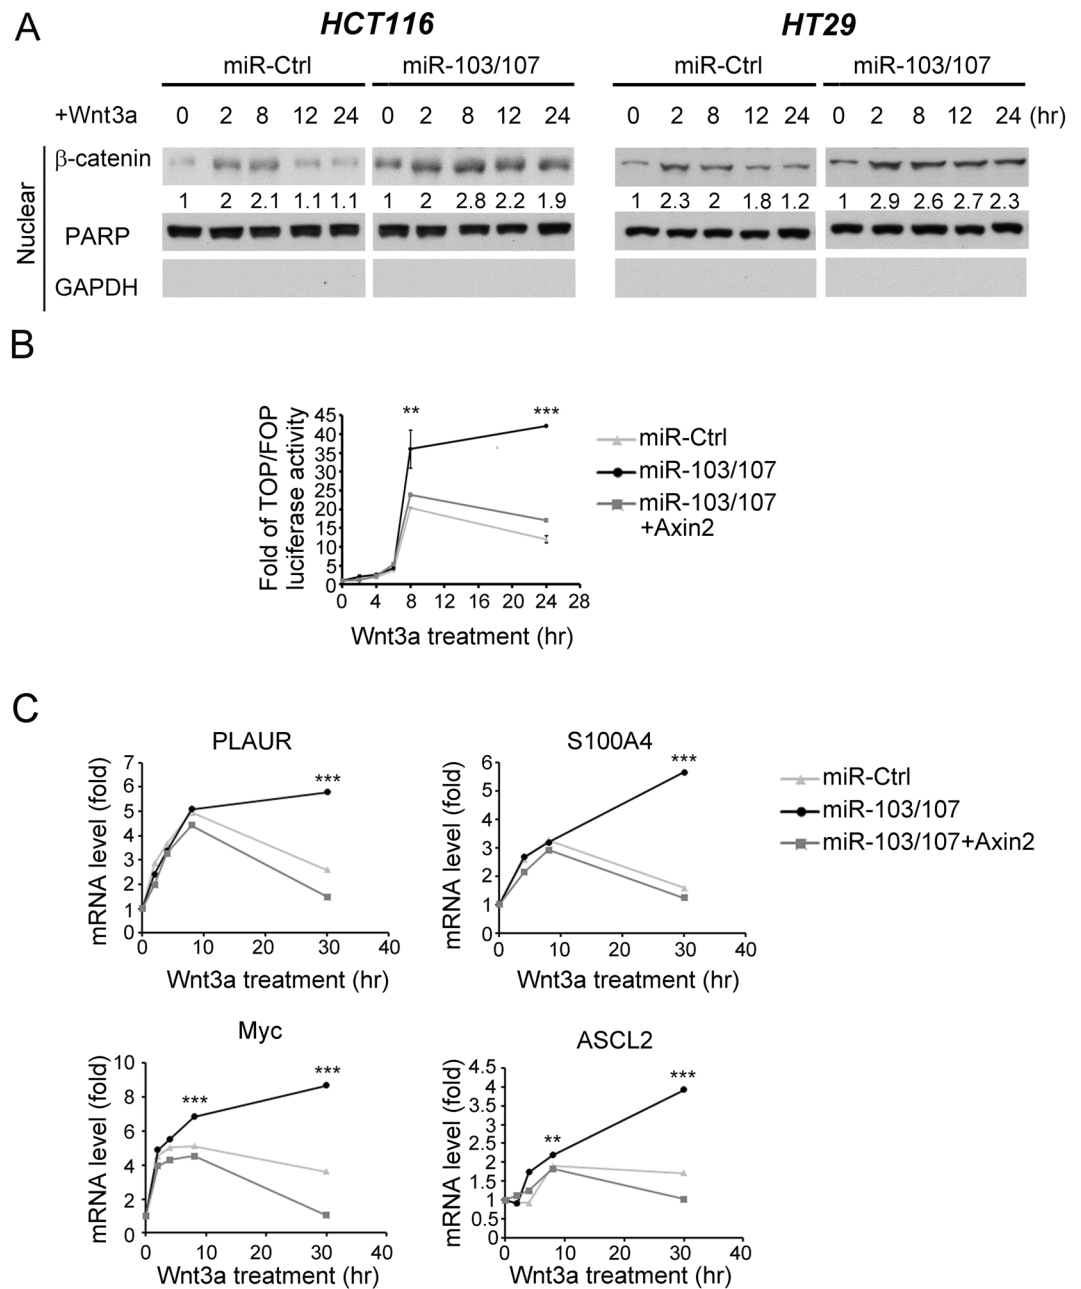 A
HCT116 HT29
miR-Ctrl miR-103/107 miR-Ctrl miR-103/107
+Wnt3a 0 2 8 12 24 0 2 8 12 24 0 2 8 12 24 0 2 8 12 24 (hr)
Nuclear
β-catenin
1 2 2.1 1.1 1.1 1 2 2.8 2.2 1.9 1 2.3 2 1.8 1.2 1 2.9 2.6 2.7 2.3
PARP
GAPDH
B
Fold of TOP/FOP
luciferase activity
45
40
35
30
25
20
15
10
5
0
** ***
0 4 8 12 16 20 24 28
Wnt3a treatment (hr)
miR-Ctrl
miR-103/107
miR-103/107
+Axin2
C
PLAUR
mRNA level (fold)
7
6
5
4
3
2
1
0
***
0 10 20 30 40
Wnt3a treatment (hr)
S100A4
mRNA level (fold)
6
5
4
3
2
1
0
***
0 10 20 30 40
Wnt3a treatment (hr)
miR-Ctrl
miR-103/107
miR-103/107+Axin2
Myc
mRNA level (fold)
10
8
6
4
2
0
*** ***
0 10 20 30 40
Wnt3a treatment (hr)
ASCL2
mRNA level (fold)
4.5
4
3.5
3
2.5
2
1.5
1
0.5
0
** ***
0 10 20 30 40
Wnt3a treatment (hr)